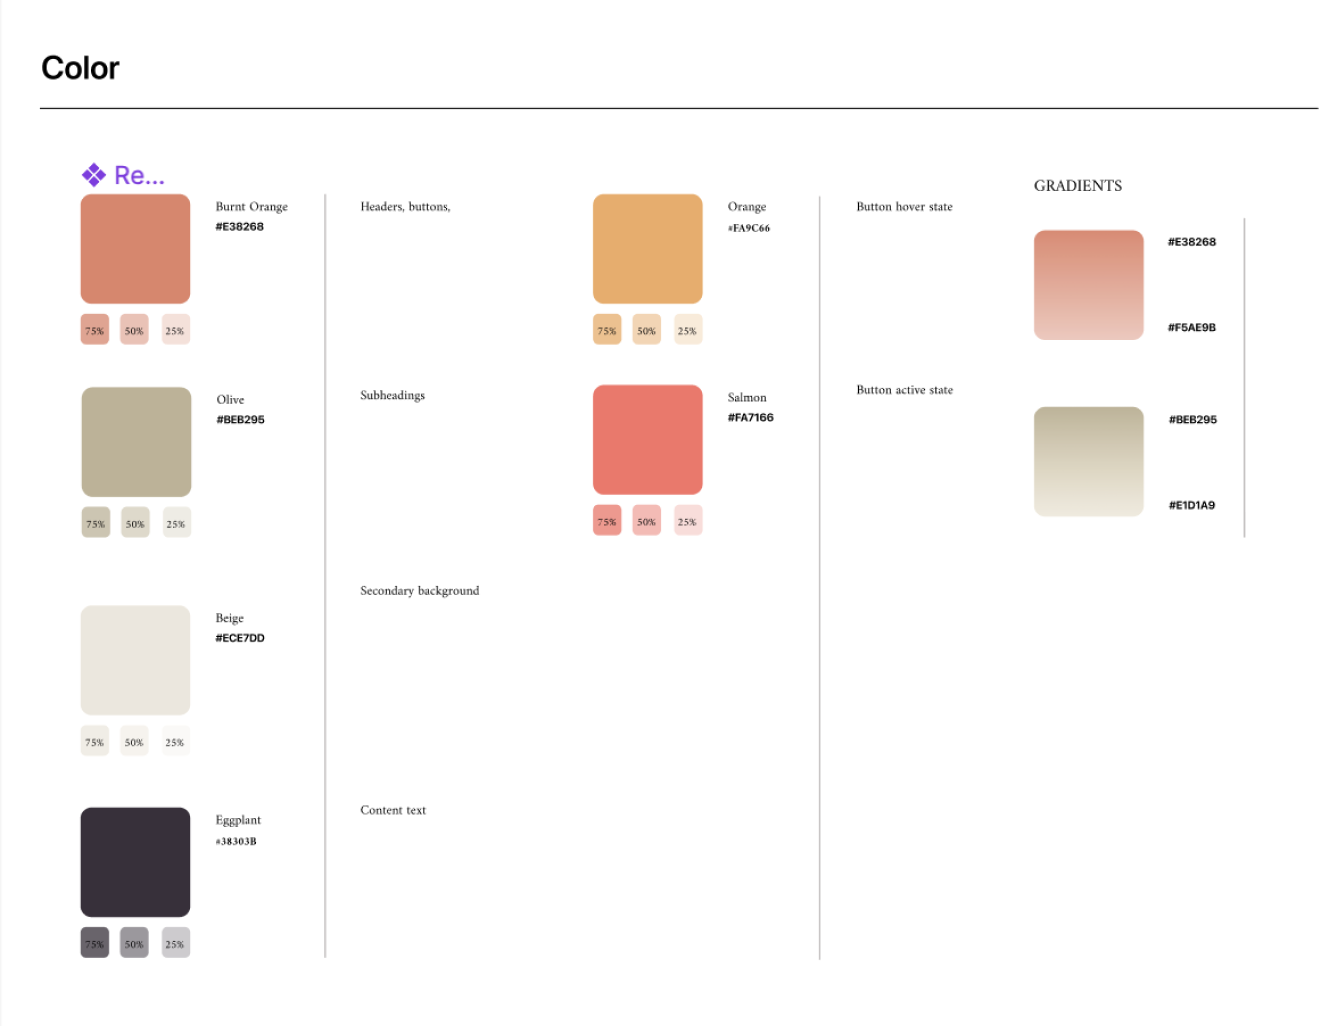 Color
Re...
Burnt Orange
#E38268
Headers, buttons,
75% 50% 25%
Olive
#BEB295
Subheadings
75% 50% 25%
Beige
#ECE7DD
Secondary background
75% 50% 25%
Eggplant
#38303B
Content text
75% 50% 25%
Orange
#FA9C66
Button hover state
75% 50% 25%
Salmon
#FA7166
Button active state
75% 50% 25%
GRADIENTS
#E38268
#F5AE9B
#BEB295
#E1D1A9